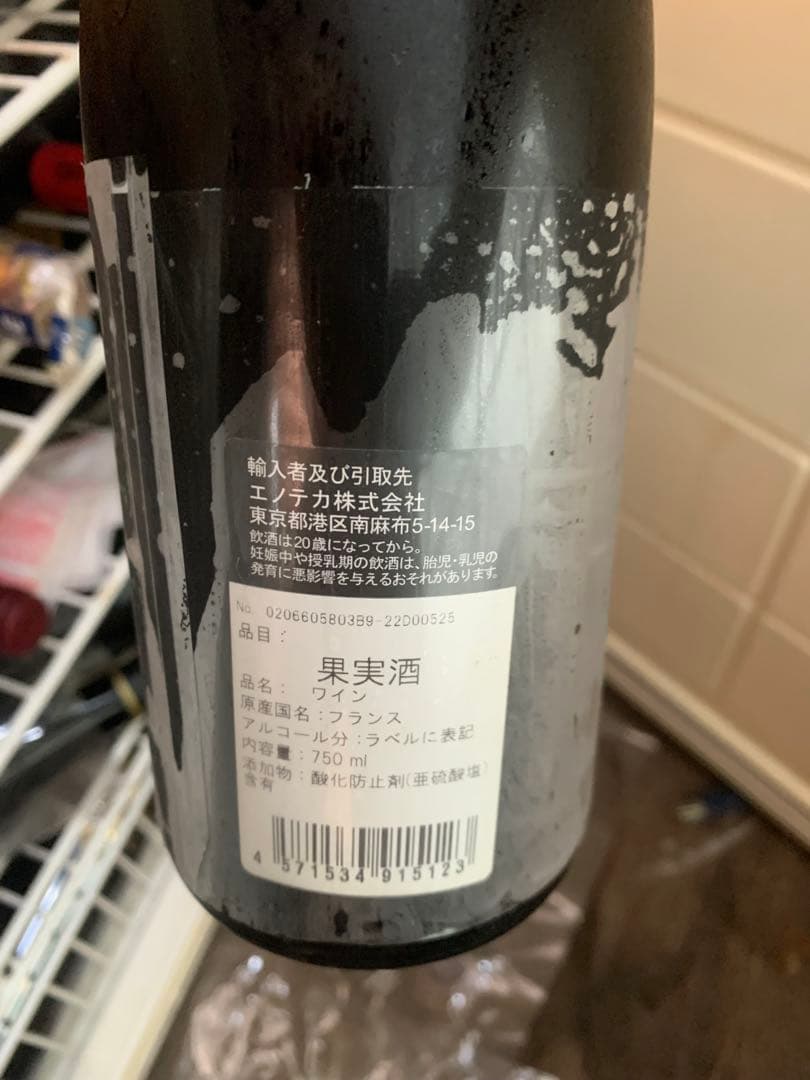 輸入者及び引取先
エノテカ株式会社
東京都港区南麻布5-14-15
飲酒は20歳になってから。
妊娠中や授乳期の飲酒は、胎児・乳児の
発育に悪影響を与えるおそれがあります。
No. 0206605803B9-22D00525
品目：
果実酒
品名： ワイン
原産国名：フランス
アルコール分：ラベルに表記
内容量：750 ml
添加物：酸化防止剤(亜硫酸塩)
含有
4 571534 915123